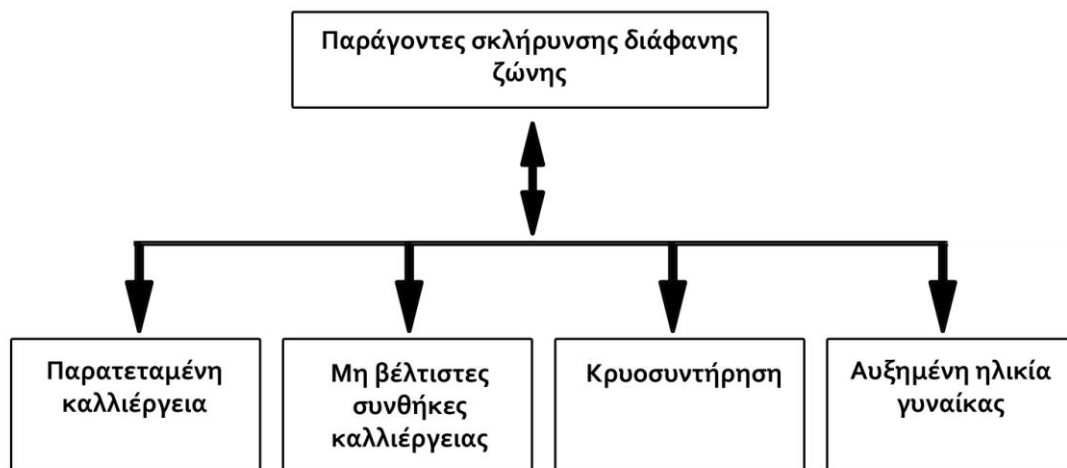 Παράγοντες σκλήρυνσης διάφανης
ζώνης
Παρατεταμένη
καλλιέργεια
Μη βέλτιστες
συνθήκες
καλλιέργειας
Κρυοσυντήρηση
Αυξημένη ηλικία
γυναίκας